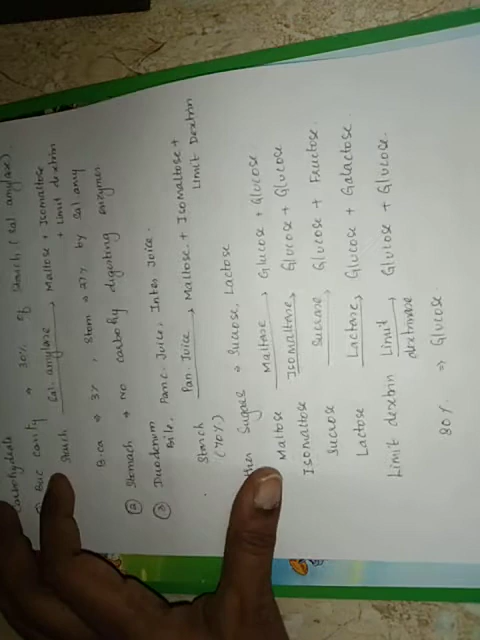 Carbohydrate
① Buc cavity → 30% of Starch (Sal amylase).
Starch Sal. amylase → Maltose + Isomaltose
+ Limit dextrin
B.ca ⇒ 3%, Stom ⇒ 27% by Sal amy
② Stomach → No carbohy digesting enzymes
③ Duodenum
Bile, Panc. Juice, Intes Juice.
Starch Pan. Juice → Maltose + Isomaltose +
(70%) Limit Dextrin
Sugars ⇒ Sucrose, Lactose
Maltose Maltase → Glucose + Glucose
Isomaltose Isomaltase → Glucose + Glucose
Sucrose Sucrase → Glucose + Fructose.
Lactose Lactase → Glucose + Galactose.
Limit dextrin Limit dextrinase → Glucose + Glucose.
80% ⇒ Glucose.